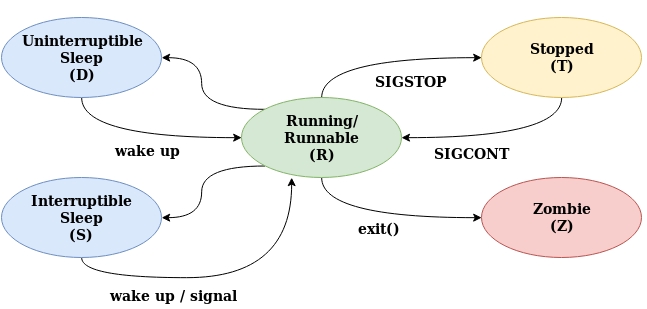 Uninterruptible
Sleep
(D)
Stopped
(T)
SIGSTOP
Running/
Runnable
(R)
wake up
SIGCONT
Interruptible
Sleep
(S)
Zombie
(Z)
exit()
wake up / signal